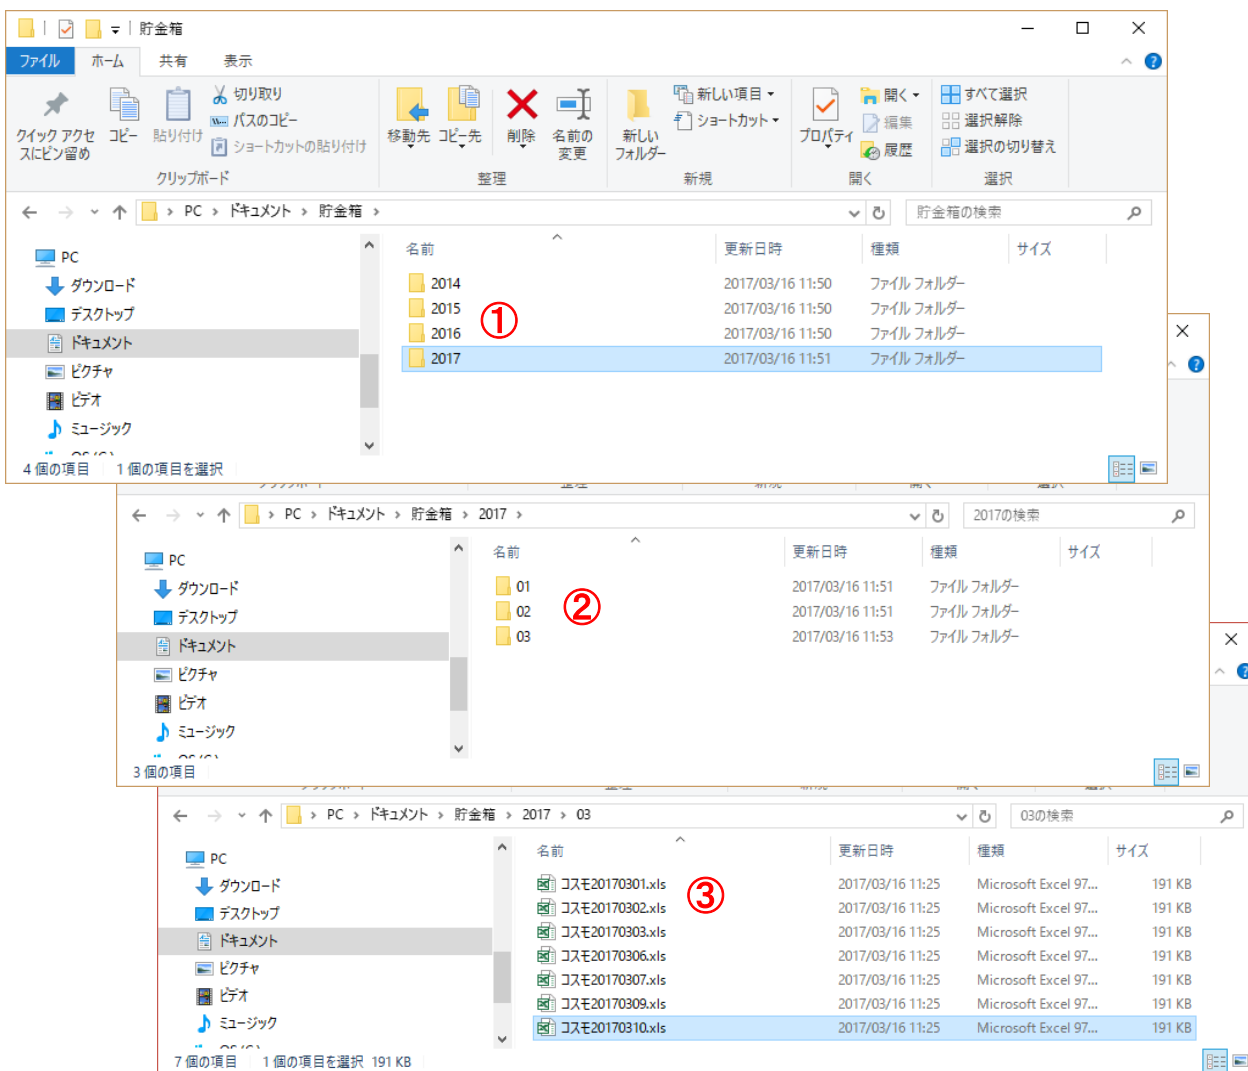 貯金箱
ファイル ホーム 共有 表示
クイック アクセスにピン留め コピー 貼り付け 切り取り パスのコピー ショートカットの貼り付け 移動先 コピー先 削除 名前の変更 新しいフォルダー 新しい項目 ショートカット プロパティ 開く 編集 履歴 すべて選択 選択解除 選択の切り替え
クリップボード 整理 新規 開く 選択
PC ドキュメント 貯金箱 貯金箱の検索
PC
ダウンロード
デスクトップ
ドキュメント
ピクチャ
ビデオ
ミュージック
名前 更新日時 種類 サイズ
2014 2017/03/16 11:50 ファイル フォルダー
2015 2017/03/16 11:50 ファイル フォルダー
2016 2017/03/16 11:50 ファイル フォルダー
2017 2017/03/16 11:51 ファイル フォルダー
①
4 個の項目 1 個の項目を選択
PC ドキュメント 貯金箱 2017 2017の検索
PC
ダウンロード
デスクトップ
ドキュメント
ピクチャ
ビデオ
ミュージック
名前 更新日時 種類 サイズ
01 2017/03/16 11:51 ファイル フォルダー
02 2017/03/16 11:51 ファイル フォルダー
03 2017/03/16 11:53 ファイル フォルダー
②
3 個の項目
PC ドキュメント 貯金箱 2017 03 03の検索
PC
ダウンロード
デスクトップ
ドキュメント
ピクチャ
ビデオ
ミュージック
名前 更新日時 種類 サイズ
コスモ20170301.xls 2017/03/16 11:25 Microsoft Excel 97... 191 KB
コスモ20170302.xls 2017/03/16 11:25 Microsoft Excel 97... 191 KB
コスモ20170303.xls 2017/03/16 11:25 Microsoft Excel 97... 191 KB
コスモ20170306.xls 2017/03/16 11:25 Microsoft Excel 97... 191 KB
コスモ20170307.xls 2017/03/16 11:25 Microsoft Excel 97... 191 KB
コスモ20170309.xls 2017/03/16 11:25 Microsoft Excel 97... 191 KB
コスモ20170310.xls 2017/03/16 11:25 Microsoft Excel 97... 191 KB
③
7 個の項目 1 個の項目を選択 191 KB